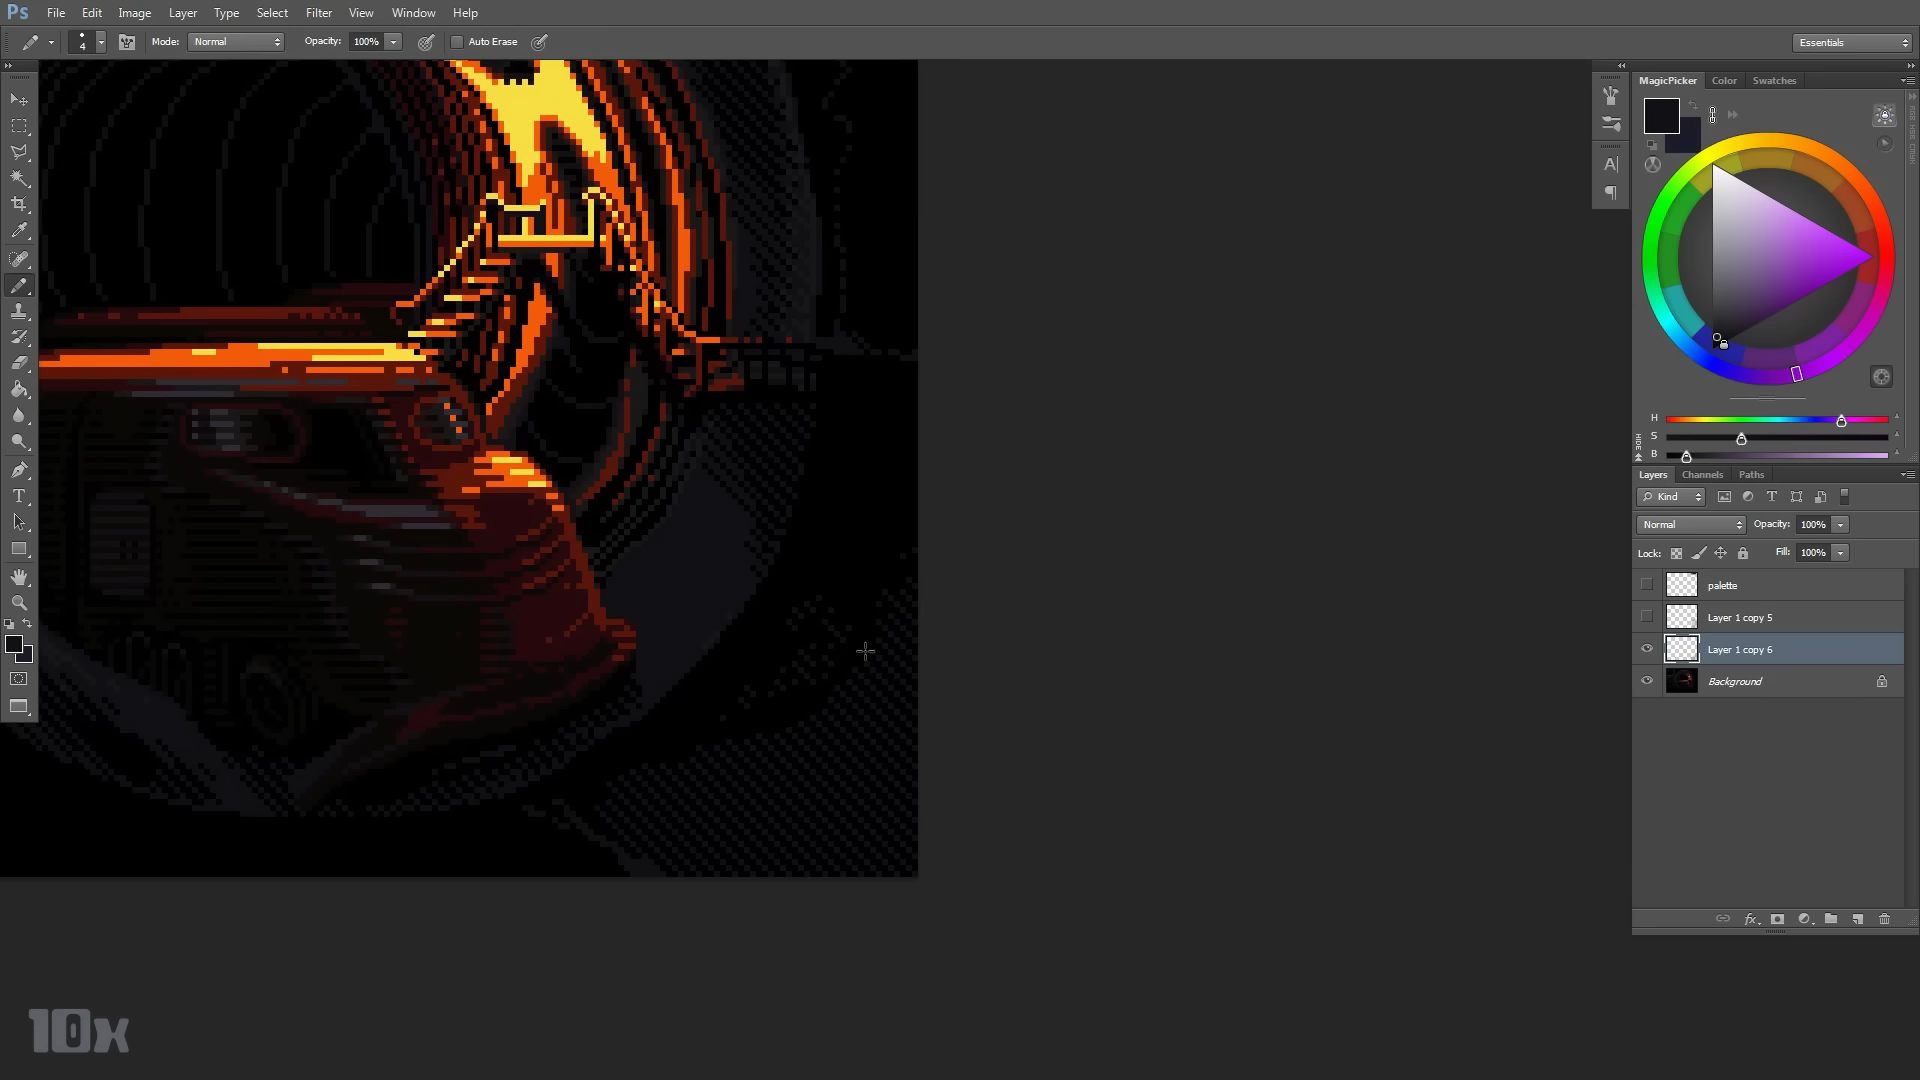 Ps File Edit Image Layer Type Select Filter View Window Help
4 Mode: Normal Opacity: 100% Auto Erase Essentials
MagicPicker Color Swatches
H
S
B
HIDE
Layers Channels Paths
Kind
Normal Opacity: 100%
Lock: Fill: 100%
palette
Layer 1 copy 5
Layer 1 copy 6
Background
10x